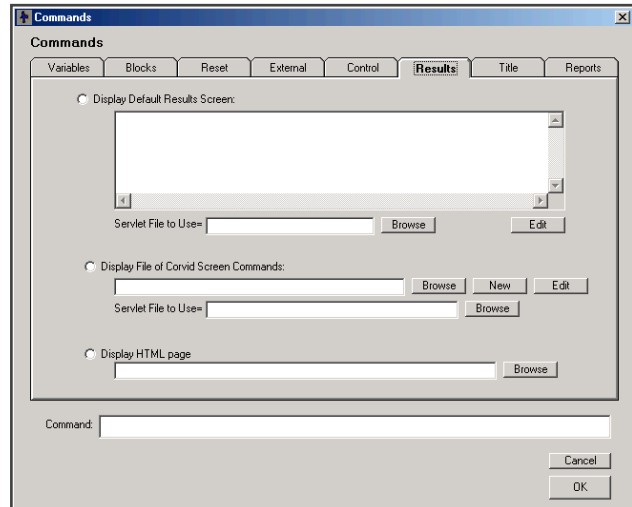 Commands
Commands
Variables Blocks Reset External Control Results Title Reports
Display Default Results Screen:
Servlet File to Use= Browse Edit
Display File of Corvid Screen Commands:
Browse New Edit
Servlet File to Use= Browse
Display HTML page
Browse
Command:
Cancel
OK